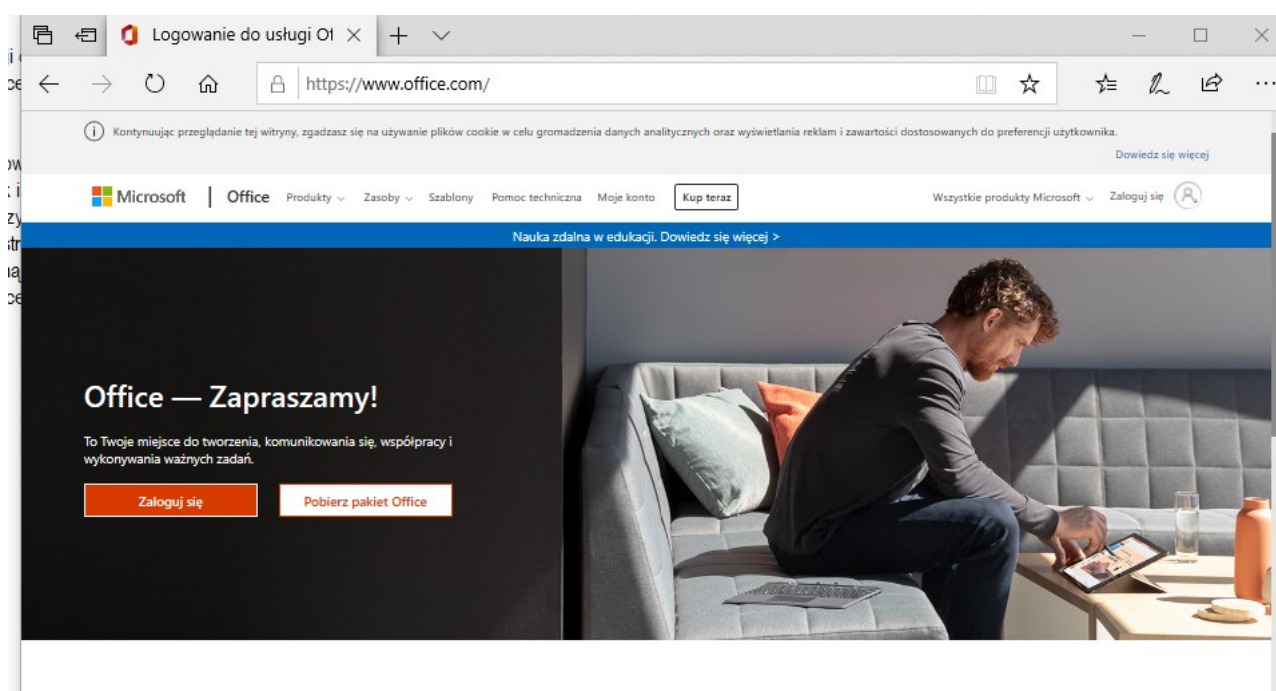 Logowanie do usługi Of
https://www.office.com/
Kontynuując przeglądanie tej witryny, zgadzasz się na używanie plików cookie w celu gromadzenia danych analitycznych oraz wyświetlania reklam i zawartości dostosowanych do preferencji użytkownika.
Dowiedz się więcej
Microsoft | Office Produkty Zasoby Szablony Pomoc techniczna Moje konto Kup teraz Wszystkie produkty Microsoft Zaloguj się
Nauka zdalna w edukacji. Dowiedz się więcej >
Office — Zapraszamy!
To Twoje miejsce do tworzenia, komunikowania się, współpracy i
wykonywania ważnych zadań.
Zaloguj się Pobierz pakiet Office